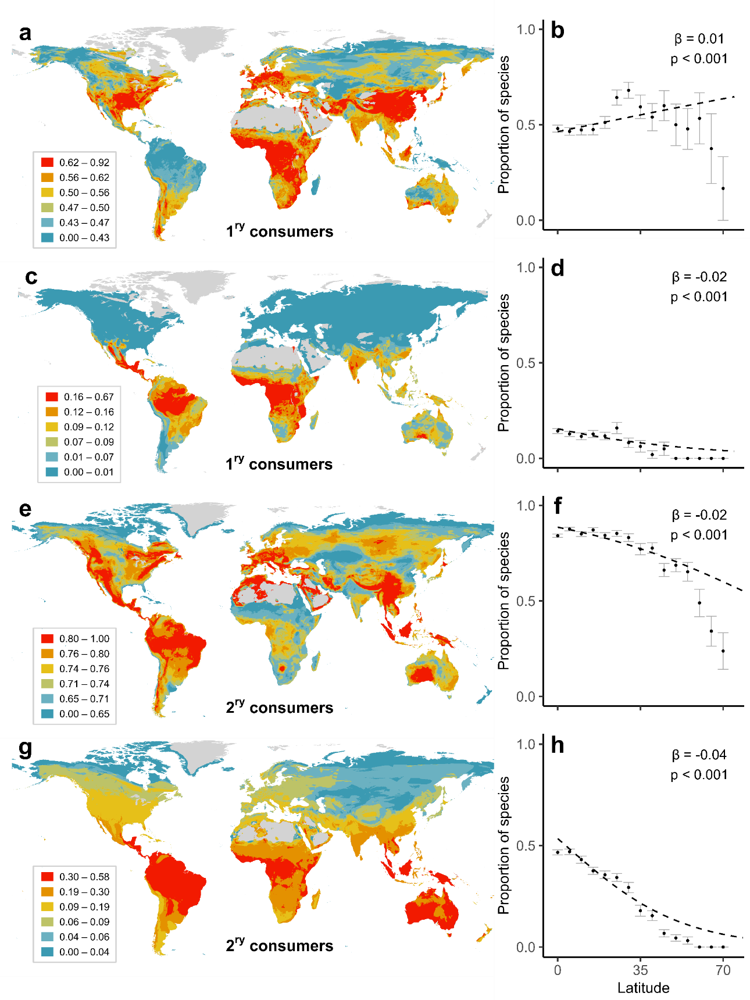 a
0.62 – 0.92
0.56 – 0.62
0.50 – 0.56
0.47 – 0.50
0.43 – 0.47
0.00 – 0.43
1ry consumers
b
β = 0.01
p < 0.001
Proportion of species
1.0
0.5
0.0
c
0.16 – 0.67
0.12 – 0.16
0.09 – 0.12
0.07 – 0.09
0.01 – 0.07
0.00 – 0.01
1ry consumers
d
β = -0.02
p < 0.001
Proportion of species
1.0
0.5
0.0
e
0.80 – 1.00
0.76 – 0.80
0.74 – 0.76
0.71 – 0.74
0.65 – 0.71
0.00 – 0.65
2ry consumers
f
β = -0.02
p < 0.001
Proportion of species
1.0
0.5
0.0
g
0.30 – 0.58
0.19 – 0.30
0.09 – 0.19
0.06 – 0.09
0.04 – 0.06
0.00 – 0.04
2ry consumers
h
β = -0.04
p < 0.001
Proportion of species
1.0
0.5
0.0
0 35 70
Latitude